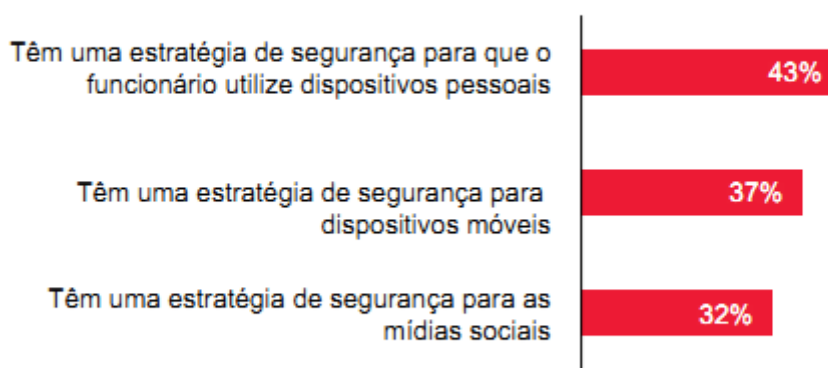 Têm uma estratégia de segurança para que o
funcionário utilize dispositivos pessoais
43%
Têm uma estratégia de segurança para
dispositivos móveis
37%
Têm uma estratégia de segurança para as
mídias sociais
32%